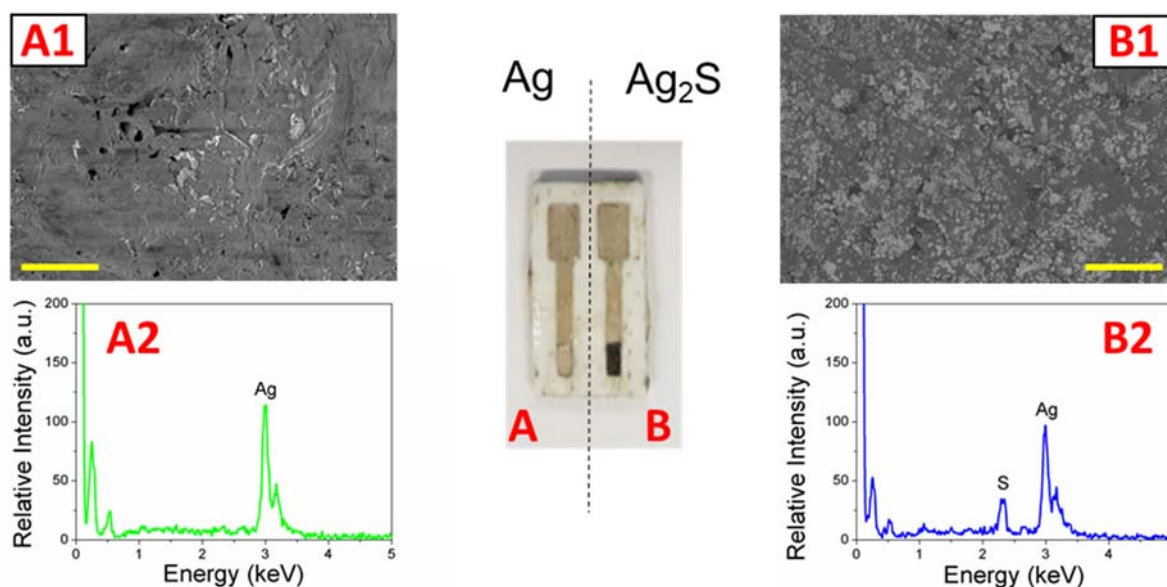 A1
Ag
Ag₂S
B1
A
B
A2
Ag
200
150
100
50
0
Relative Intensity (a.u.)
0 1 2 3 4 5
Energy (keV)
B2
S
Ag
200
150
100
50
0
Relative Intensity (a.u.)
0 1 2 3 4
Energy (keV)